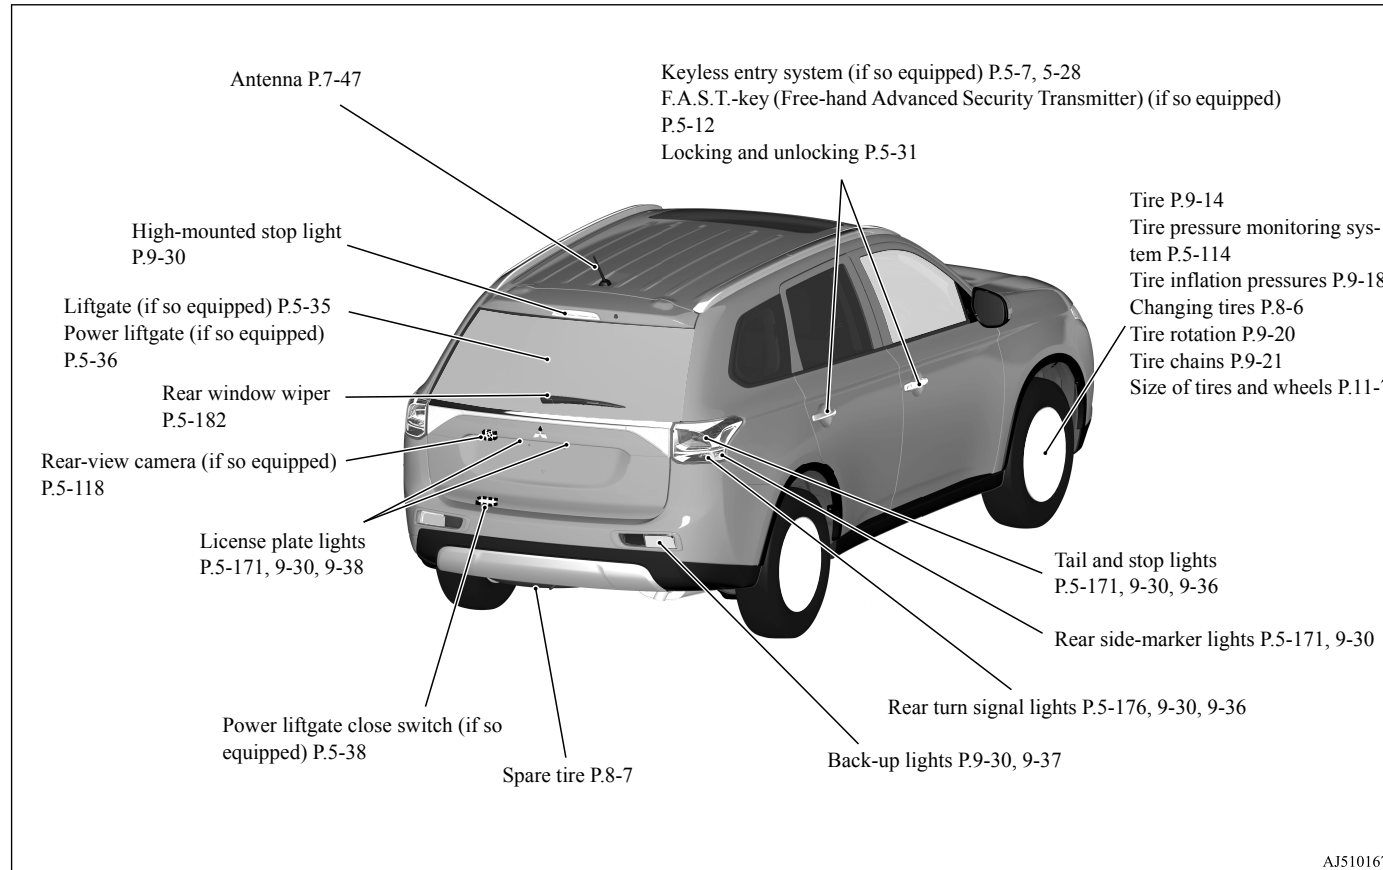 Antenna P.7-47
Keyless entry system (if so equipped) P.5-7, 5-28
F.A.S.T.-key (Free-hand Advanced Security Transmitter) (if so equipped)
P.5-12
Locking and unlocking P.5-31
Tire P.9-14
Tire pressure monitoring sys-
tem P.5-114
Tire inflation pressures P.9-18
Changing tires P.8-6
Tire rotation P.9-20
Tire chains P.9-21
Size of tires and wheels P.11-7
High-mounted stop light
P.9-30
Liftgate (if so equipped) P.5-35
Power liftgate (if so equipped)
P.5-36
Rear window wiper
P.5-182
Rear-view camera (if so equipped)
P.5-118
License plate lights
P.5-171, 9-30, 9-38
Tail and stop lights
P.5-171, 9-30, 9-36
Rear side-marker lights P.5-171, 9-30
Rear turn signal lights P.5-176, 9-30, 9-36
Power liftgate close switch (if so
equipped) P.5-38
Back-up lights P.9-30, 9-37
Spare tire P.8-7
AJ510167